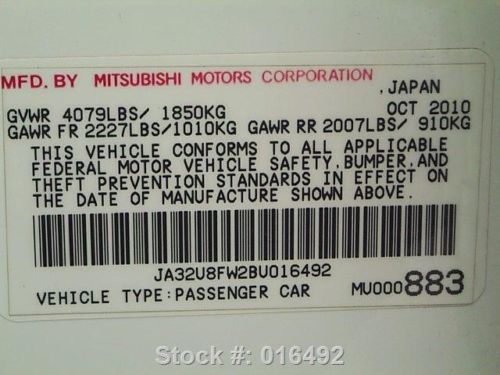 MFD. BY MITSUBISHI MOTORS CORPORATION
,JAPAN
GVWR 4079LBS/ 1850KG OCT 2010
GAWR FR 2227LBS/1010KG GAWR RR 2007LBS/ 910KG
THIS VEHICLE CONFORMS TO ALL APPLICABLE
FEDERAL MOTOR VEHICLE SAFETY,BUMPER,AND
THEFT PREVENTION STANDARDS IN EFFECT ON
THE DATE OF MANUFACTURE SHOWN ABOVE.
JA32U8FW2BU016492
VEHICLE TYPE:PASSENGER CAR MU000883
Stock #: 016492